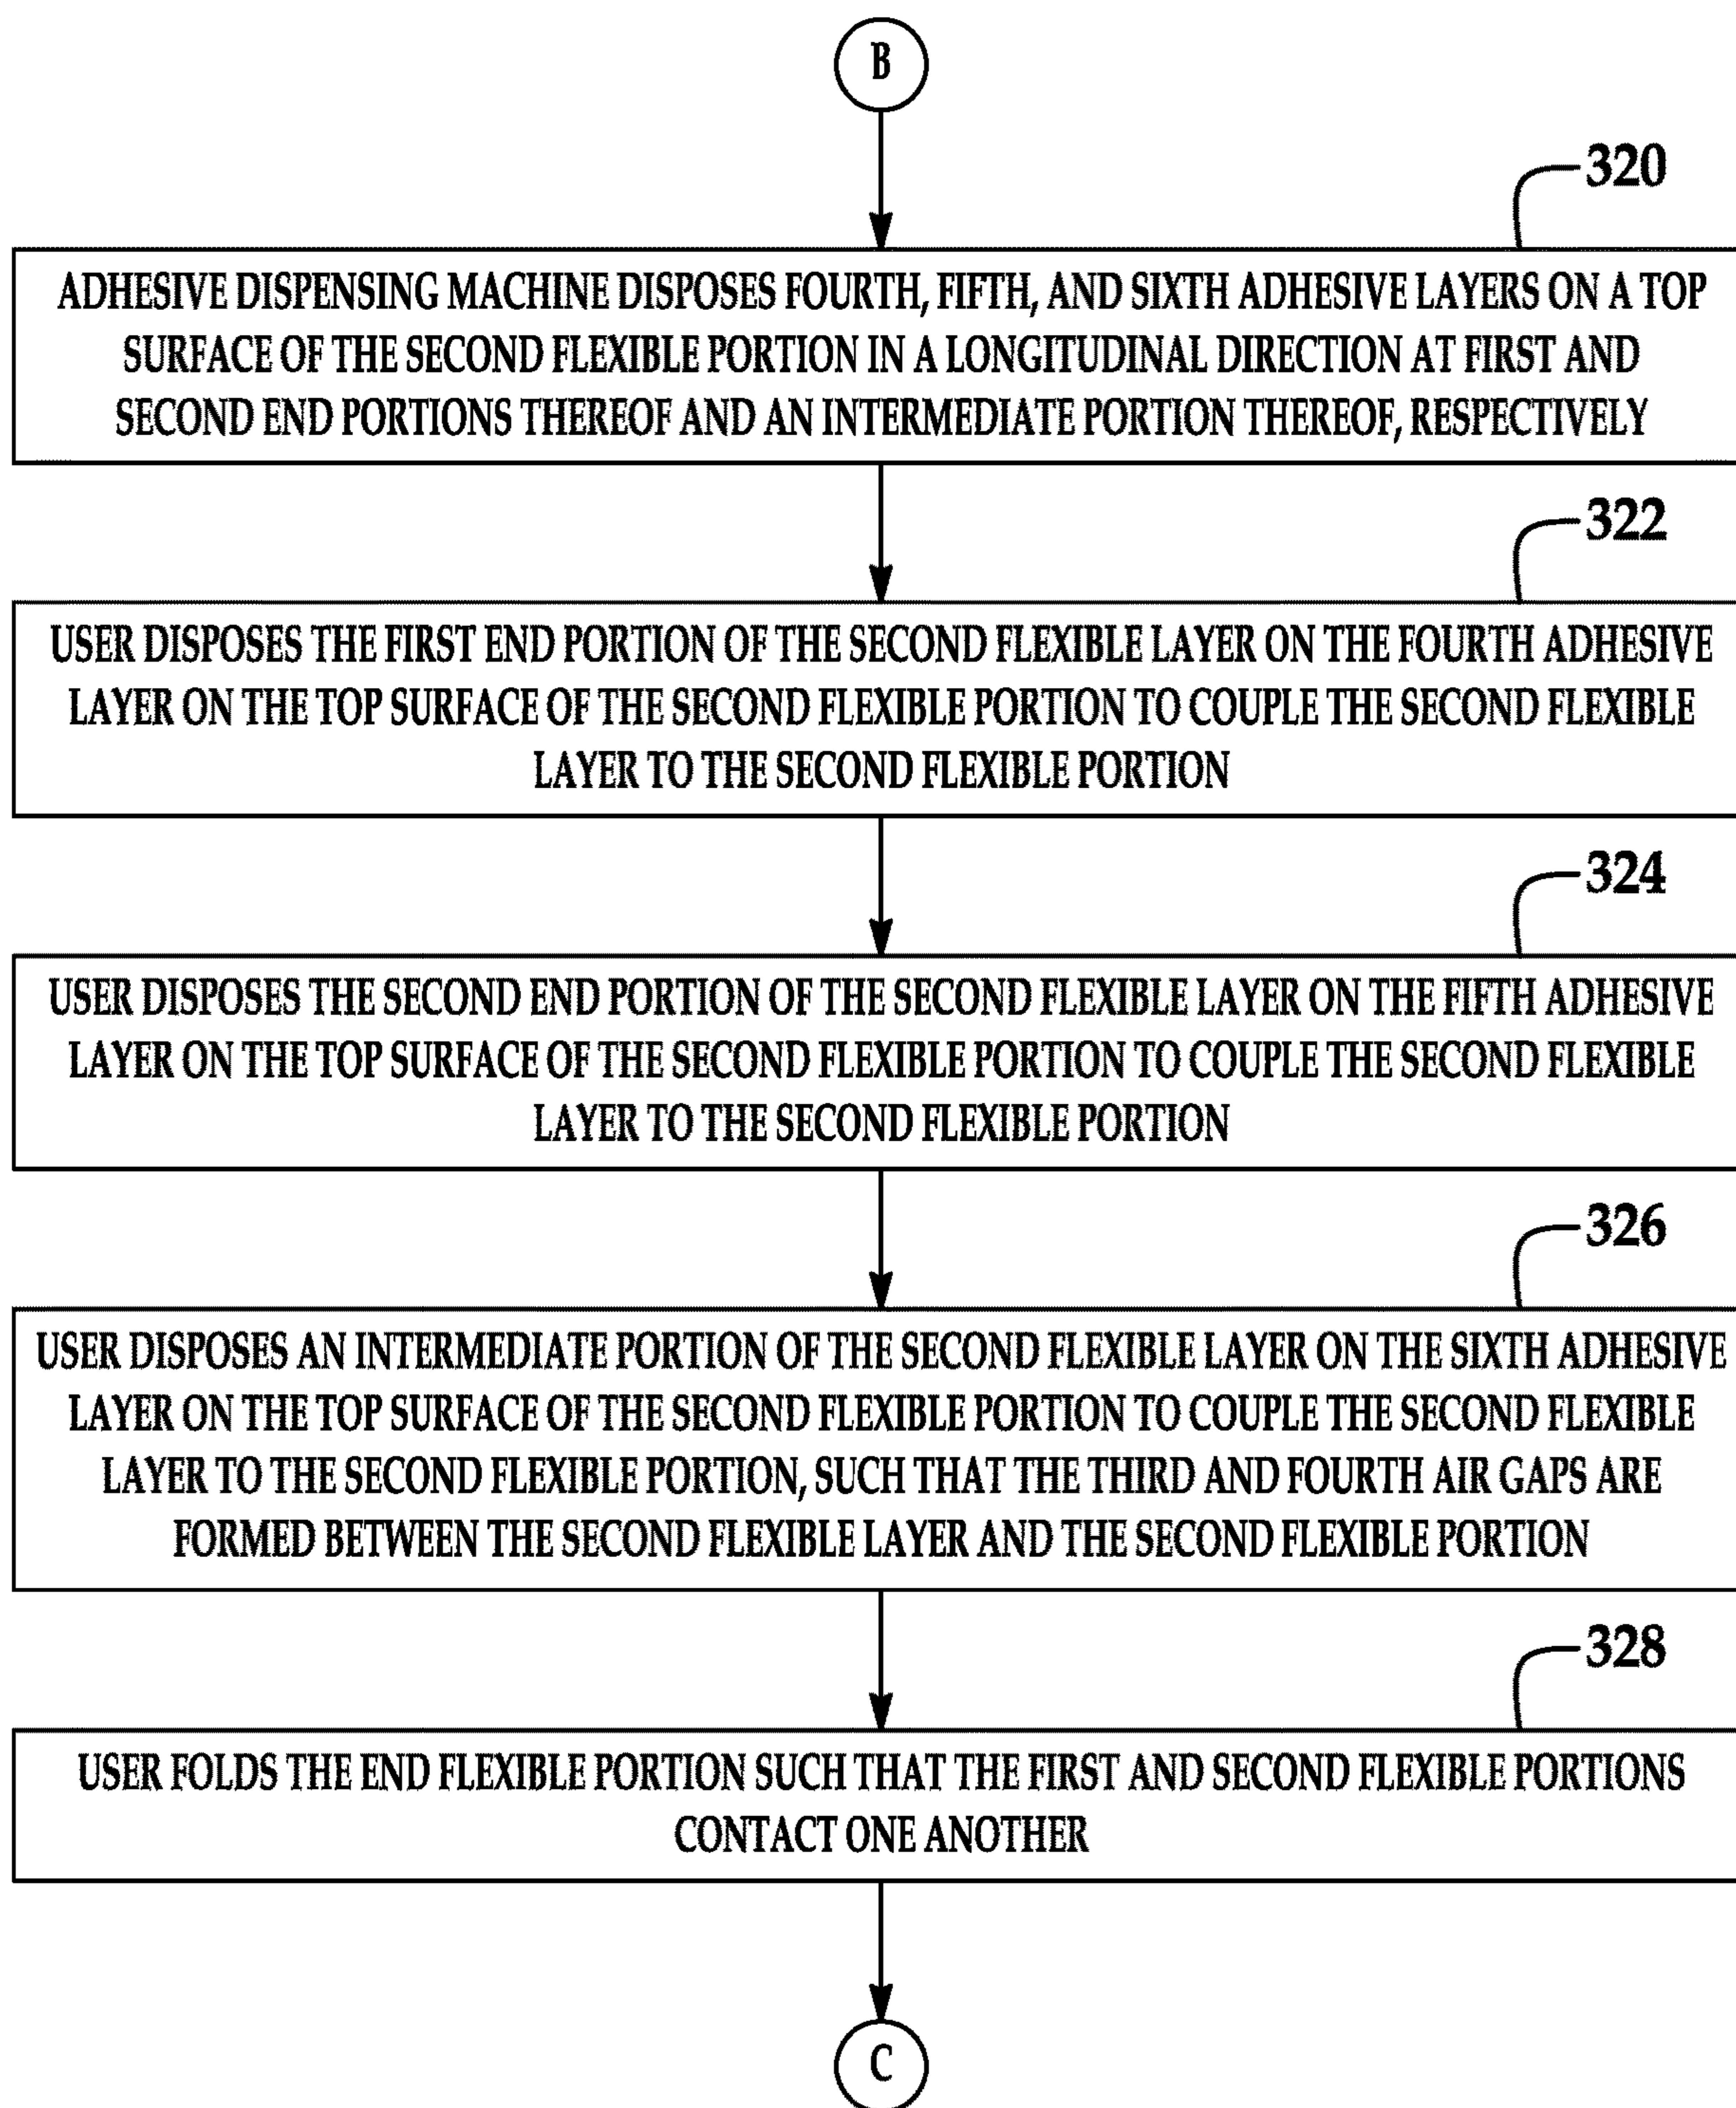 B
320
ADHESIVE DISPENSING MACHINE DISPOSES FOURTH, FIFTH, AND SIXTH ADHESIVE LAYERS ON A TOP
SURFACE OF THE SECOND FLEXIBLE PORTION IN A LONGITUDINAL DIRECTION AT FIRST AND
SECOND END PORTIONS THEREOF AND AN INTERMEDIATE PORTION THEREOF, RESPECTIVELY
322
USER DISPOSES THE FIRST END PORTION OF THE SECOND FLEXIBLE LAYER ON THE FOURTH ADHESIVE
LAYER ON THE TOP SURFACE OF THE SECOND FLEXIBLE PORTION TO COUPLE THE SECOND FLEXIBLE
LAYER TO THE SECOND FLEXIBLE PORTION
324
USER DISPOSES THE SECOND END PORTION OF THE SECOND FLEXIBLE LAYER ON THE FIFTH ADHESIVE
LAYER ON THE TOP SURFACE OF THE SECOND FLEXIBLE PORTION TO COUPLE THE SECOND FLEXIBLE
LAYER TO THE SECOND FLEXIBLE PORTION
326
USER DISPOSES AN INTERMEDIATE PORTION OF THE SECOND FLEXIBLE LAYER ON THE SIXTH ADHESIVE
LAYER ON THE TOP SURFACE OF THE SECOND FLEXIBLE PORTION TO COUPLE THE SECOND FLEXIBLE
LAYER TO THE SECOND FLEXIBLE PORTION, SUCH THAT THE THIRD AND FOURTH AIR GAPS ARE
FORMED BETWEEN THE SECOND FLEXIBLE LAYER AND THE SECOND FLEXIBLE PORTION
328
USER FOLDS THE END FLEXIBLE PORTION SUCH THAT THE FIRST AND SECOND FLEXIBLE PORTIONS
CONTACT ONE ANOTHER
C